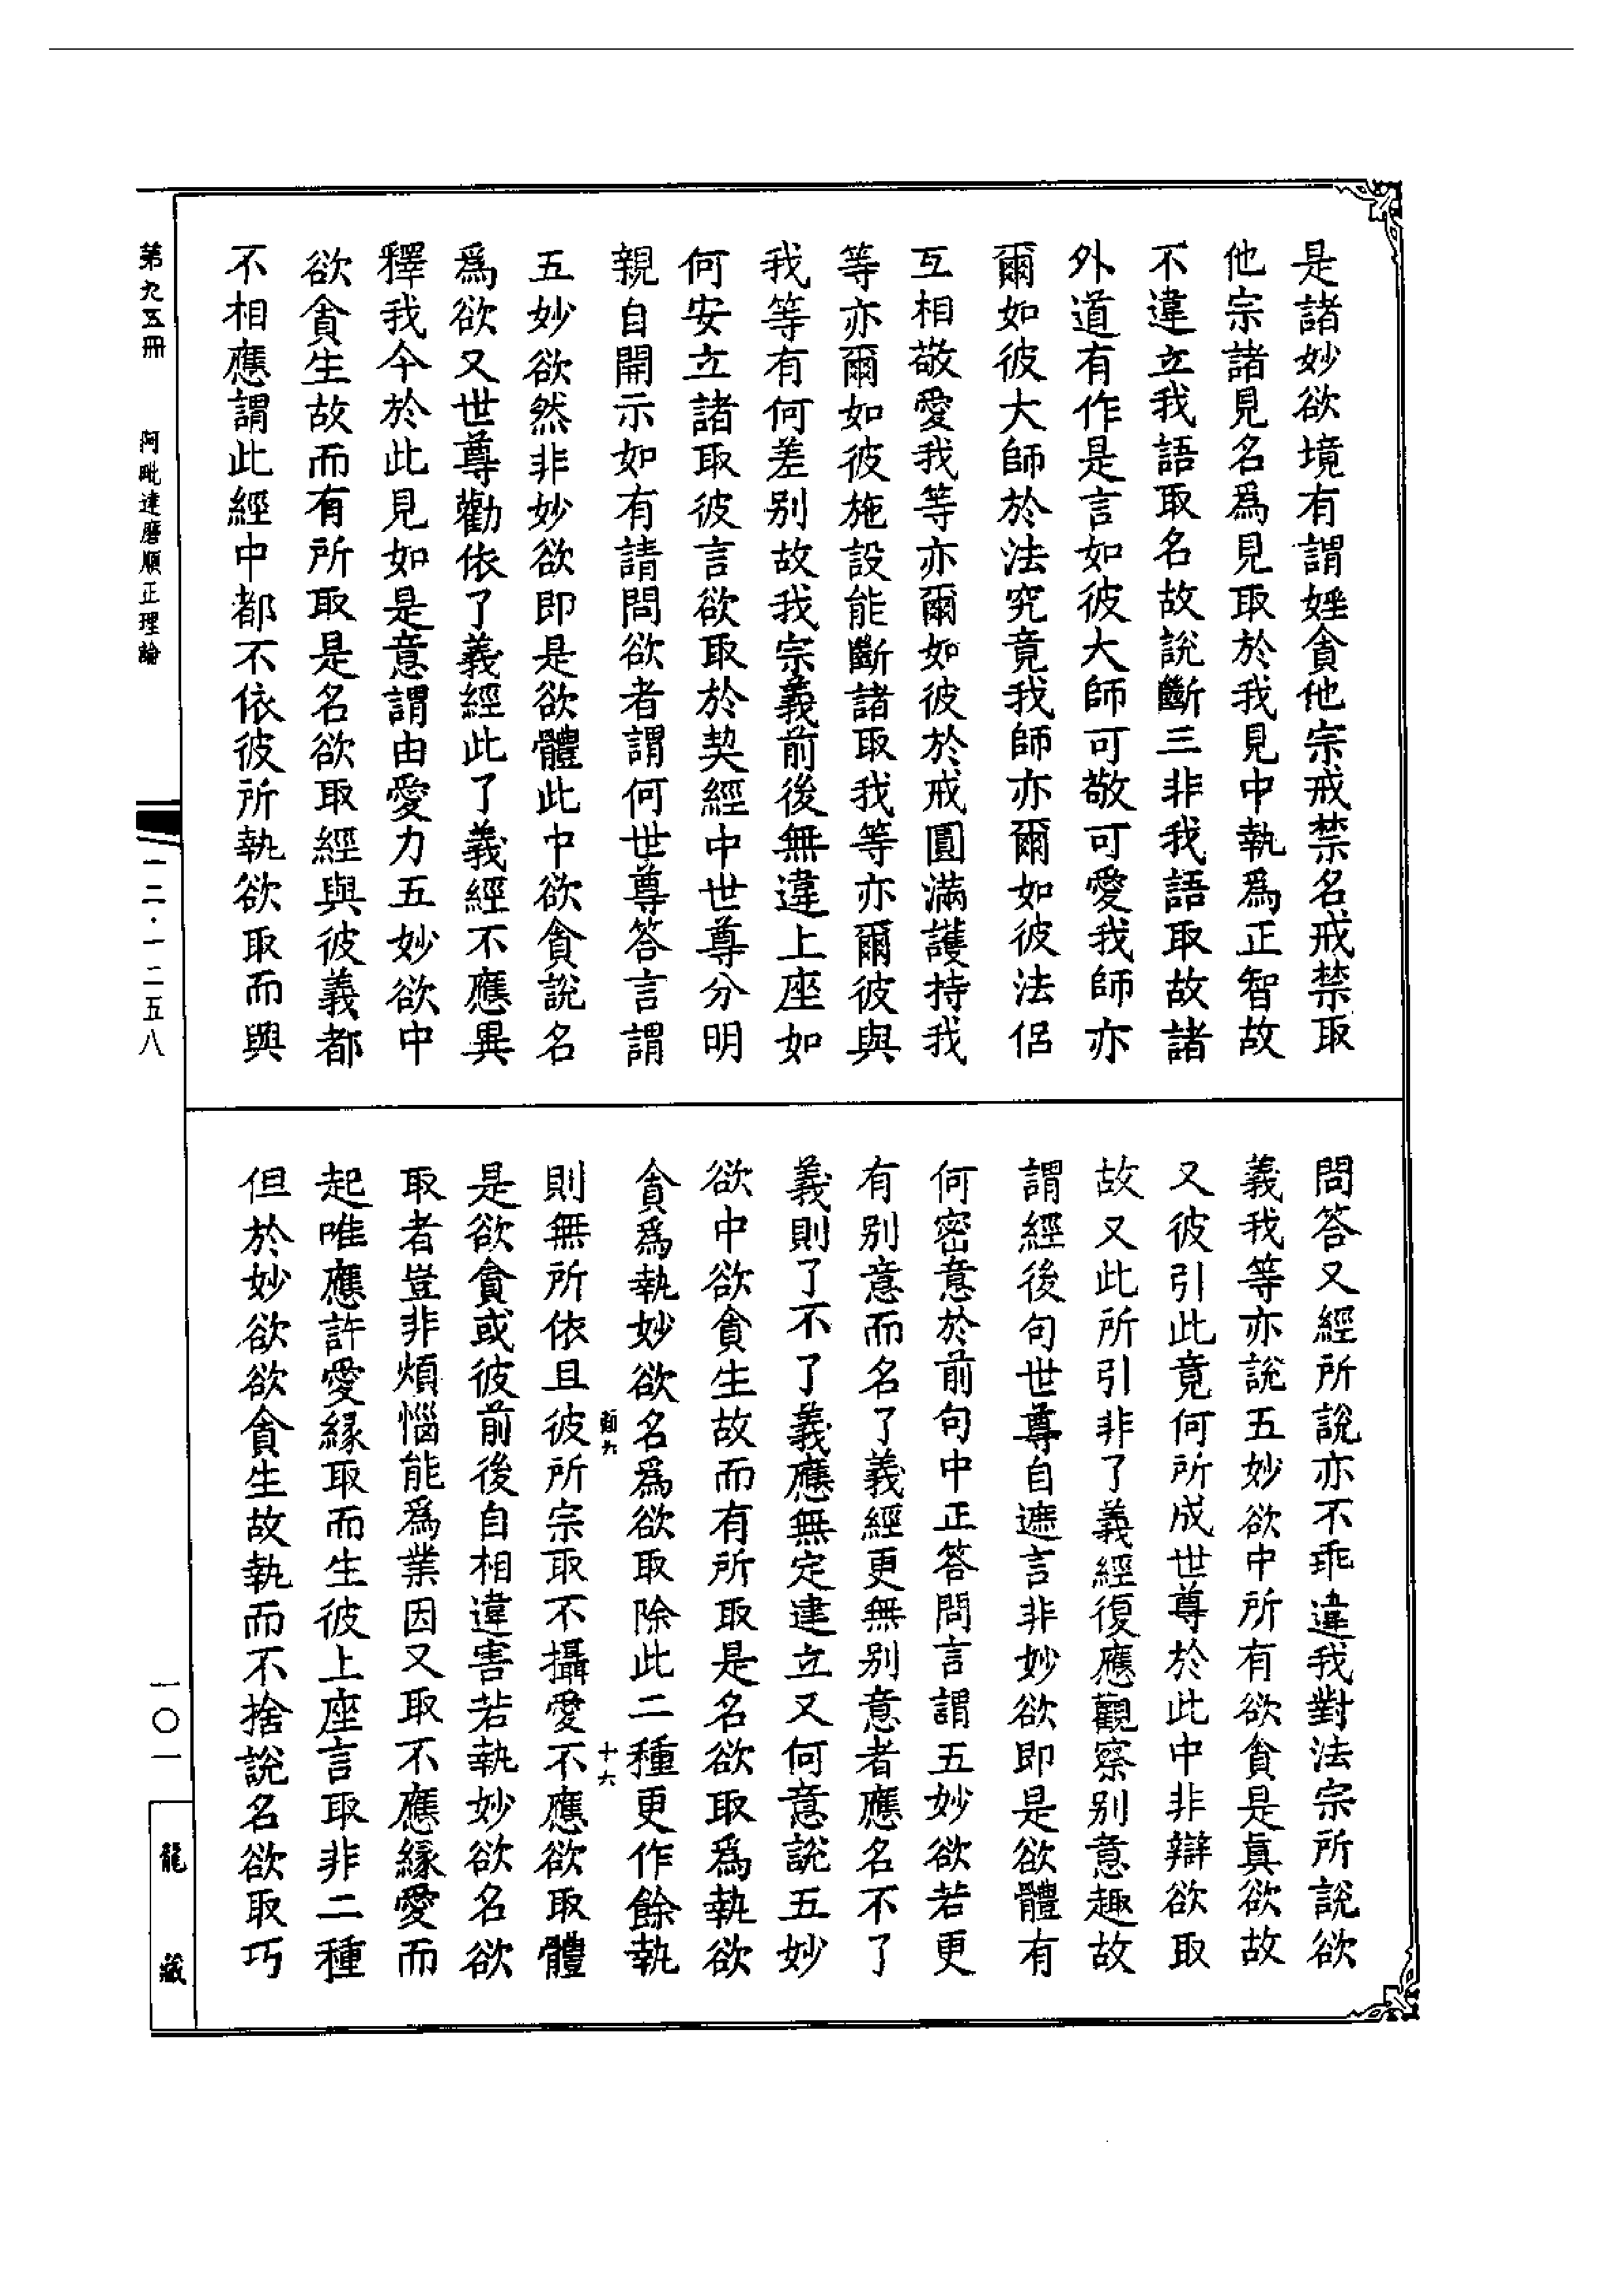 是諸妙欲境有謂婬貪他宗戒禁名戒禁取
他宗諸見名爲見取於我見中執爲正智故
不違立我語取名故說斷三非我語取故諸
外道有作是言如彼大師可敬可愛我師亦
爾如彼大師於法究竟我師亦爾如彼法侶
互相敬愛我等亦爾如彼於戒圓滿護持我
等亦爾如彼施設能斷諸取我等亦爾彼與
我等有何差別故我宗義前後無違上座如
何安立諸取彼言欲取於契經中世尊分明
親自開示如有請問欲者謂何世尊答言謂
五妙欲然非妙欲即是欲體此中欲貪說名
爲欲又世尊勸依了義經此了義經不應異
釋我今於此見如是意謂由愛力五妙欲中
欲貪生故而有所取是名欲取經與彼義都
不相應謂此經中都不依彼所執欲取而興
問答又經所說亦不乖違我對法宗所說欲
義我等亦說五妙欲中所有欲貪是眞欲故
又彼引此竟何所成世尊於此中非辯欲取
故又此所引非了義經復應觀察别意趣故
謂經後句世尊自遮言非妙欲即是欲體有
何密意於前句中正答問言謂五妙欲若更
有别意而名了義經更無别意者應名不了
義則了不了義應無定建立又何意說五妙
欲中欲貪生故而有所取是名欲取爲執欲
貪爲執妙欲名爲欲取除此二種更作餘執
則無所依且彼所宗取不攝愛不應欲取體
是欲貪或彼前後自相違害若執妙欲名欲
取者豈非煩惱能爲業因又取不應緣愛而
起唯應許愛緣取而生彼上座言取非二種
但於妙欲欲貪生故執而不捨說名欲取巧
類九
十六
第九五冊
阿毗達磨順正理論
一二·一二五八
一〇一
龍藏